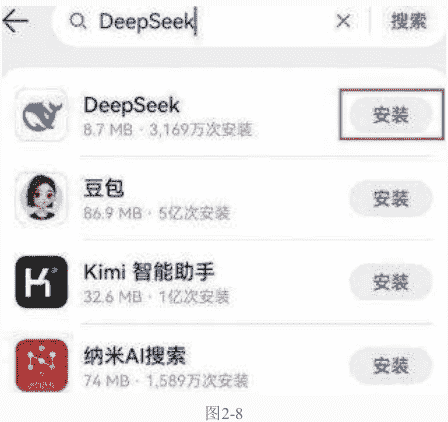 DeepSeek 搜索
DeepSeek 安装
8.7 MB · 3,169万次安装
豆包 安装
86.9 MB · 5亿次安装
Kimi 智能助手 安装
32.6 MB · 1亿次安装
纳米AI搜索 安装
74 MB · 1,589万次安装
图2-8